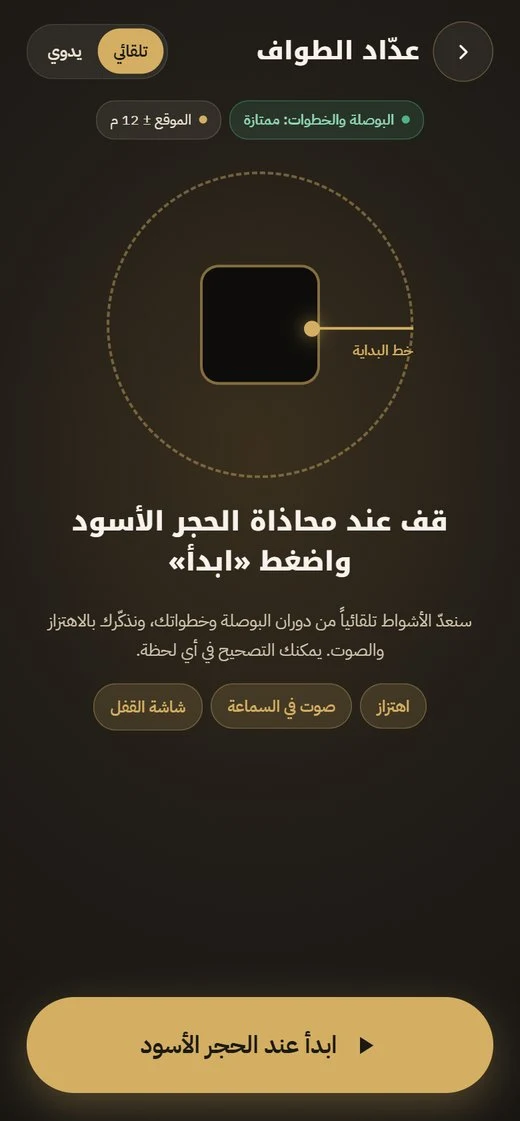 عدّاد الطواف
تلقائي
يدوي
البوصلة والخطوات: ممتازة
الموقع ± 12 م
خط البداية
قف عند محاذاة الحجر الأسود
واضغط «ابدأ»
سنعدّ الأشواط تلقائياً من دوران البوصلة وخطواتك، ونذكّرك بالاهتزاز
والصوت. يمكنك التصحيح في أي لحظة.
اهتزاز
صوت في السماعة
شاشة القفل
ابدأ عند الحجر الأسود